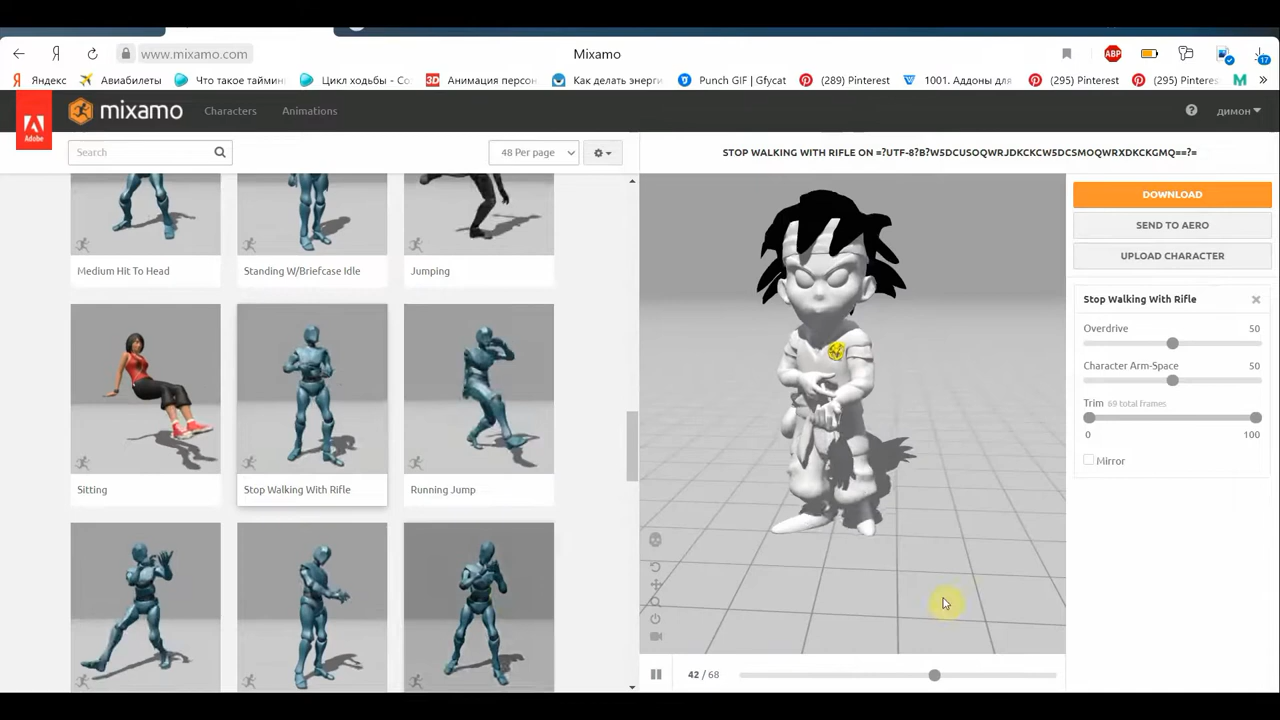 www.mixamo.com
Mixamo
ABP
17
Яндекс
Авиабилеты
Что такое таймин
Цикл ходьбы - Со
3D Анимация персон
Как делать энерги
Punch GIF | Gfycat
(289) Pinterest
1001. Аддоны для
(295) Pinterest
(295) Pinteres
Adobe
mixamo
Characters
Animations
димон
Search
48 Per page
STOP WALKING WITH RIFLE ON =?UTF-8?B?W5DCUSOQWRJDKCKCW5DCSMOQWRXDKCKGMQ==?=
DOWNLOAD
SEND TO AERO
UPLOAD CHARACTER
Medium Hit To Head
Standing W/Briefcase Idle
Jumping
Stop Walking With Rifle
Overdrive 50
Character Arm-Space 50
Trim 69 total frames
0 100
Mirror
Sitting
Stop Walking With Rifle
Running Jump
42 / 68